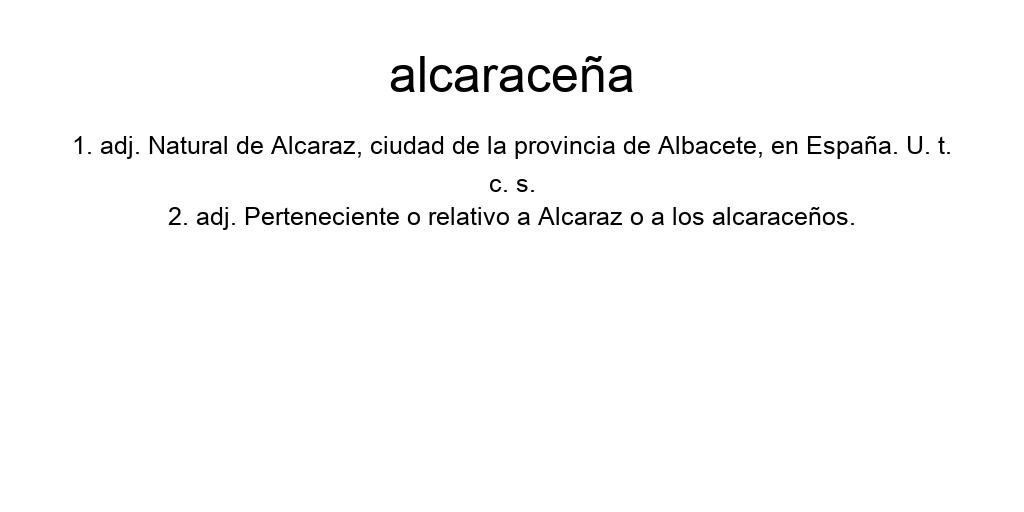 alcaraceña
1. adj. Natural de Alcaraz, ciudad de la provincia de Albacete, en España. U. t.
c. s.
2. adj. Perteneciente o relativo a Alcaraz o a los alcaraceños.